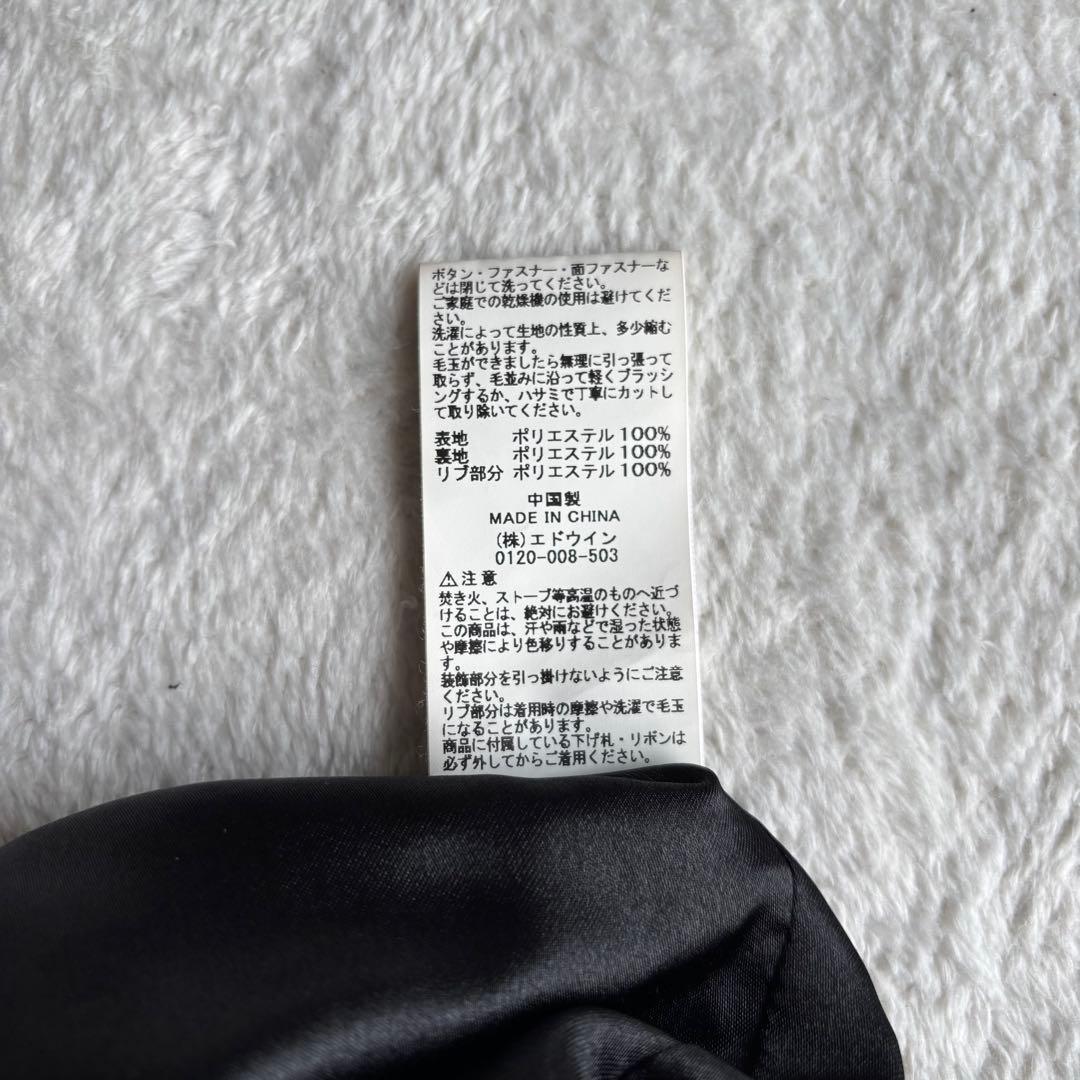 ボタン・ファスナー・面ファスナーな
どは閉じて洗ってください。
ご家庭での乾燥機の使用は避けてくだ
さい。
洗濯によって生地の性質上、多少縮む
ことがあります。
毛玉ができましたら無理に引っ張って
取らず、毛並みに沿って軽くブラッシ
ングするか、ハサミで丁寧にカットし
て取り除いてください。
表地 ポリエステル 100%
裏地 ポリエステル 100%
リブ部分 ポリエステル 100%
中国製
MADE IN CHINA
(株)エドウイン
0120-008-503
⚠注意
焚き火、ストーブ等高温のものへ近づ
けることは、絶対にお避けください。
この商品は、汗や雨などで湿った状態
や摩擦により色移りすることがありま
す。
装飾部分を引っ掛けないようにご注意
ください。
リブ部分は着用時の摩擦や洗濯で毛玉
になることがあります。
商品に付属している下げ札・リボンは
必ず外してからご着用ください。